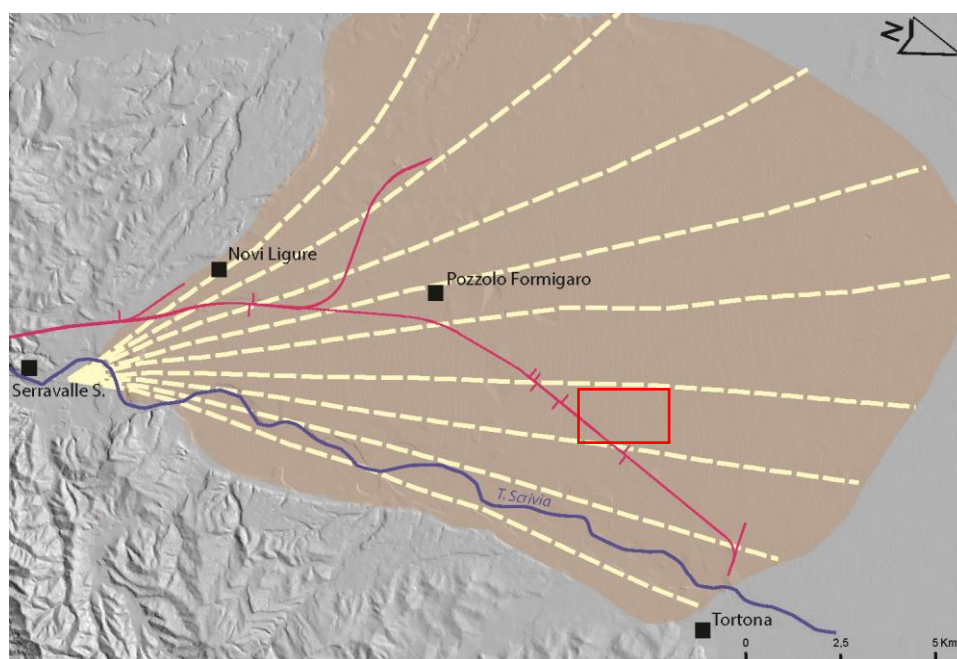 N
Novi Ligure
Pozzolo Formigaro
Serravalle S.
T. Scrivia
Tortona
0 2,5 5 Km